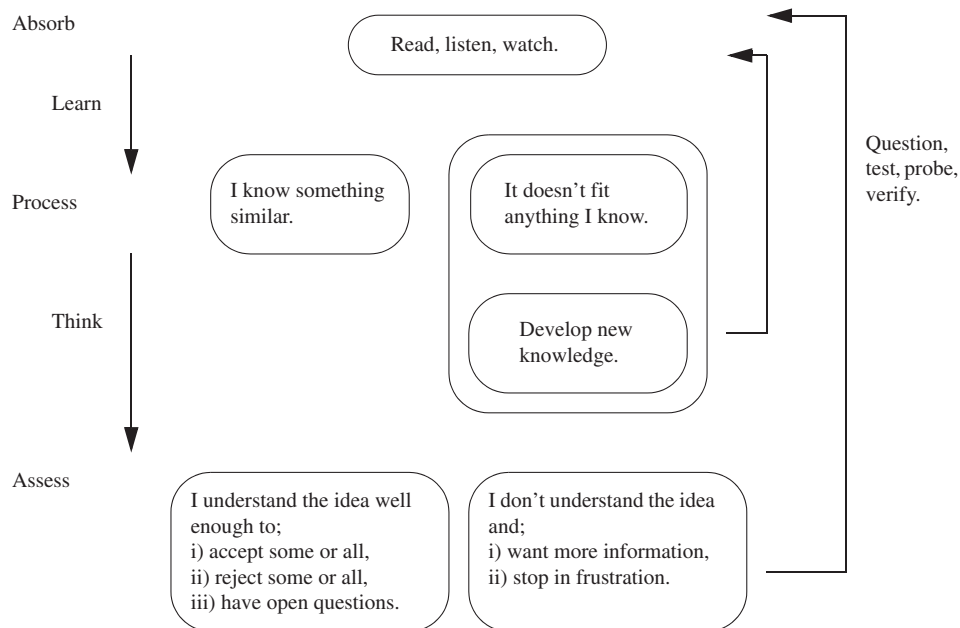 Absorb
Read, listen, watch.
Learn
Question,
test, probe,
verify.
Process
I know something
similar.
It doesn’t fit
anything I know.
Think
Develop new
knowledge.
Assess
I understand the idea well
enough to;
i) accept some or all,
ii) reject some or all,
iii) have open questions.
I don’t understand the idea
and;
i) want more information,
ii) stop in frustration.